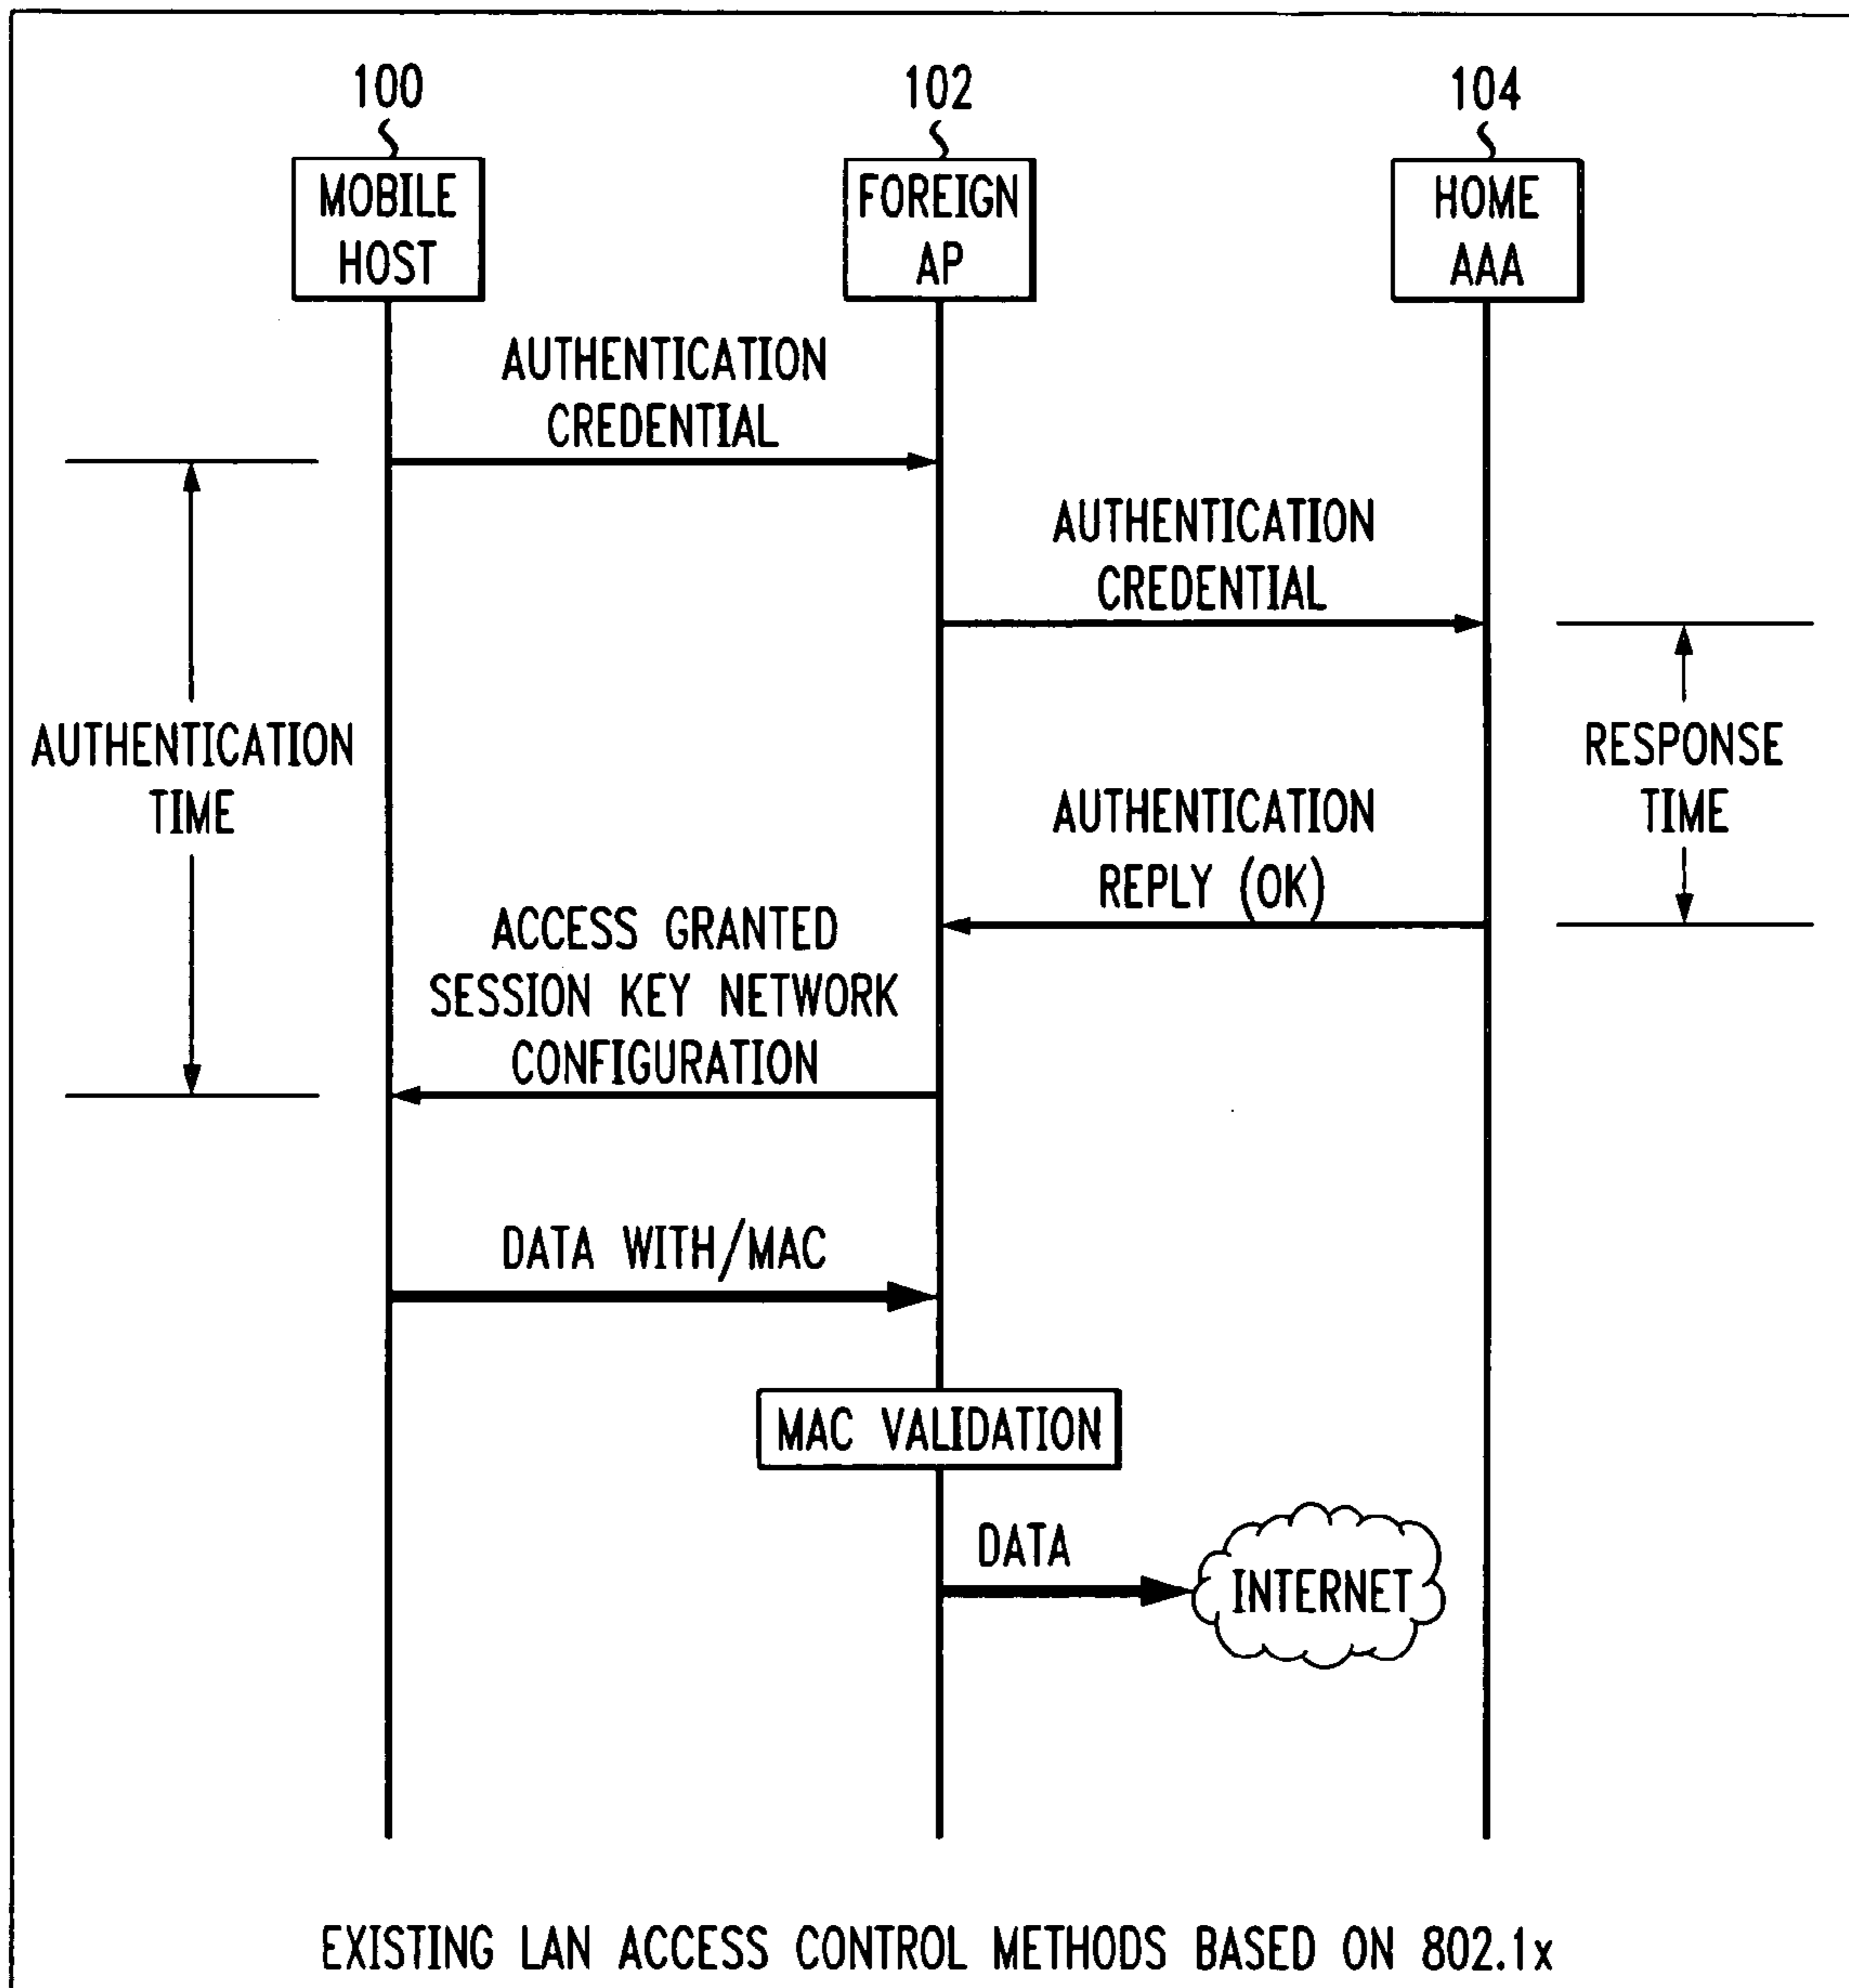 100
102
104
MOBILE
HOST
FOREIGN
AP
HOME
AAA
AUTHENTICATION
CREDENTIAL
AUTHENTICATION
CREDENTIAL
AUTHENTICATION
TIME
RESPONSE
TIME
AUTHENTICATION
REPLY (OK)
ACCESS GRANTED
SESSION KEY NETWORK
CONFIGURATION
DATA WITH/MAC
MAC VALIDATION
DATA
INTERNET
EXISTING LAN ACCESS CONTROL METHODS BASED ON 802.1x